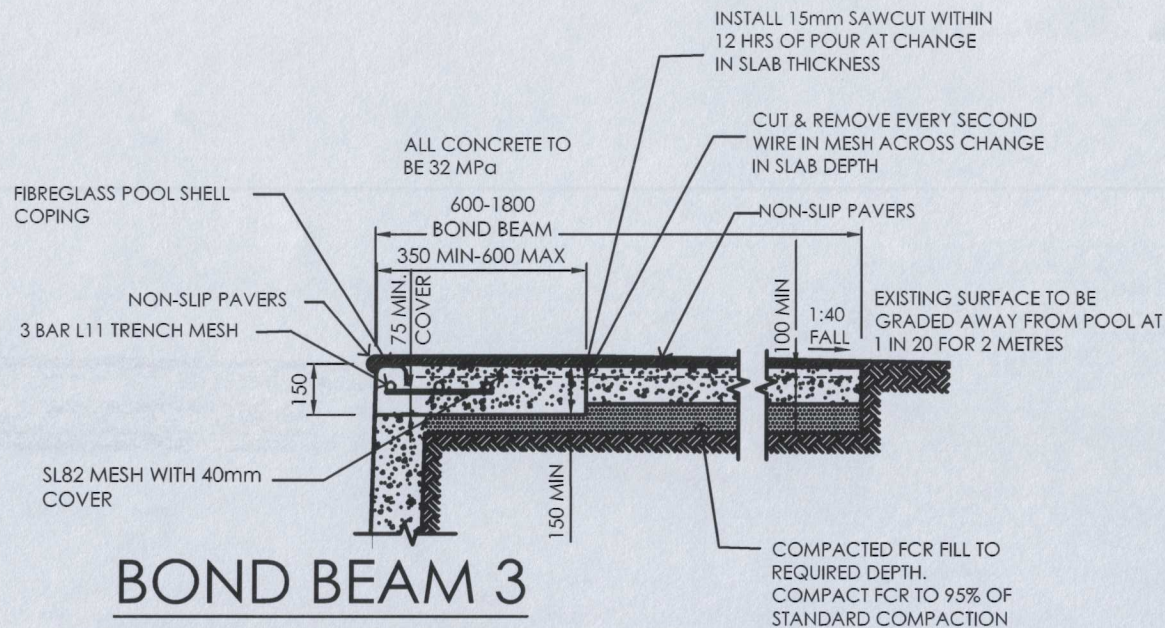 INSTALL 15mm SAWCUT WITHIN
12 HRS OF POUR AT CHANGE
IN SLAB THICKNESS
CUT & REMOVE EVERY SECOND
WIRE IN MESH ACROSS CHANGE
IN SLAB DEPTH
ALL CONCRETE TO
BE 32 MPa
FIBREGLASS POOL SHELL
COPING
600-1800
BOND BEAM
NON-SLIP PAVERS
350 MIN-600 MAX
75 MIN.
COVER
NON-SLIP PAVERS
3 BAR L11 TRENCH MESH
100 MIN
1:40
FALL
EXISTING SURFACE TO BE
GRADED AWAY FROM POOL AT
1 IN 20 FOR 2 METRES
150
SL82 MESH WITH 40mm
COVER
150 MIN
COMPACTED FCR FILL TO
REQUIRED DEPTH.
COMPACT FCR TO 95% OF
STANDARD COMPACTION
BOND BEAM 3